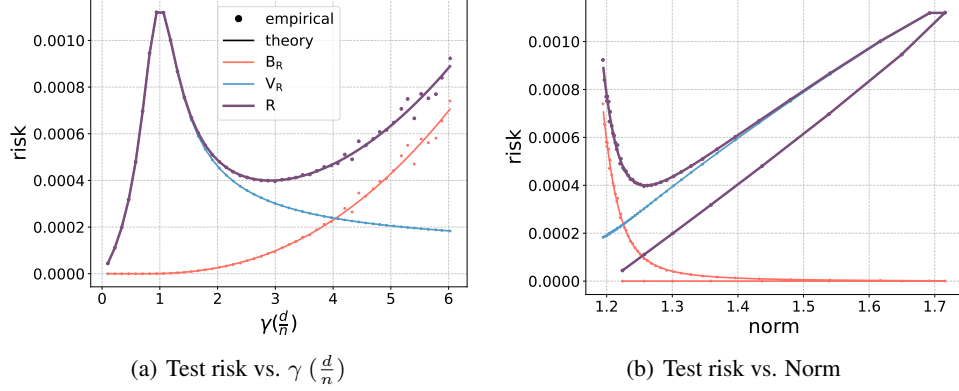 0.0010
0.0008
0.0006
0.0004
0.0002
0.0000
risk
0 1 2 3 4 5 6
γ(d/n)
empirical
theory
B_R
V_R
R
(a) Test risk vs. γ (d/n)
0.0010
0.0008
0.0006
0.0004
0.0002
0.0000
risk
1.2 1.3 1.4 1.5 1.6 1.7
norm
(b) Test risk vs. Norm